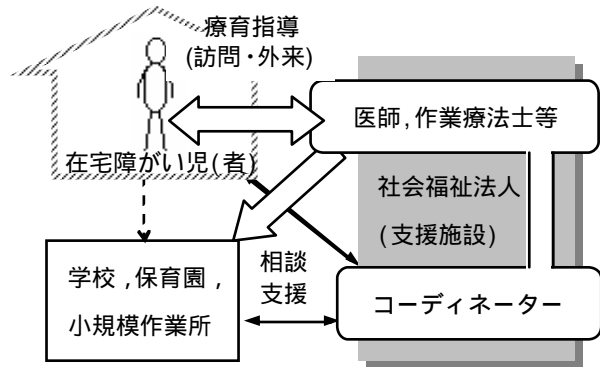 療育指導
(訪問・外来)
医師,作業療法士等
在宅障がい児(者)
社会福祉法人
(支援施設)
学校,保育園,
小規模作業所
相談
支援
コーディネーター